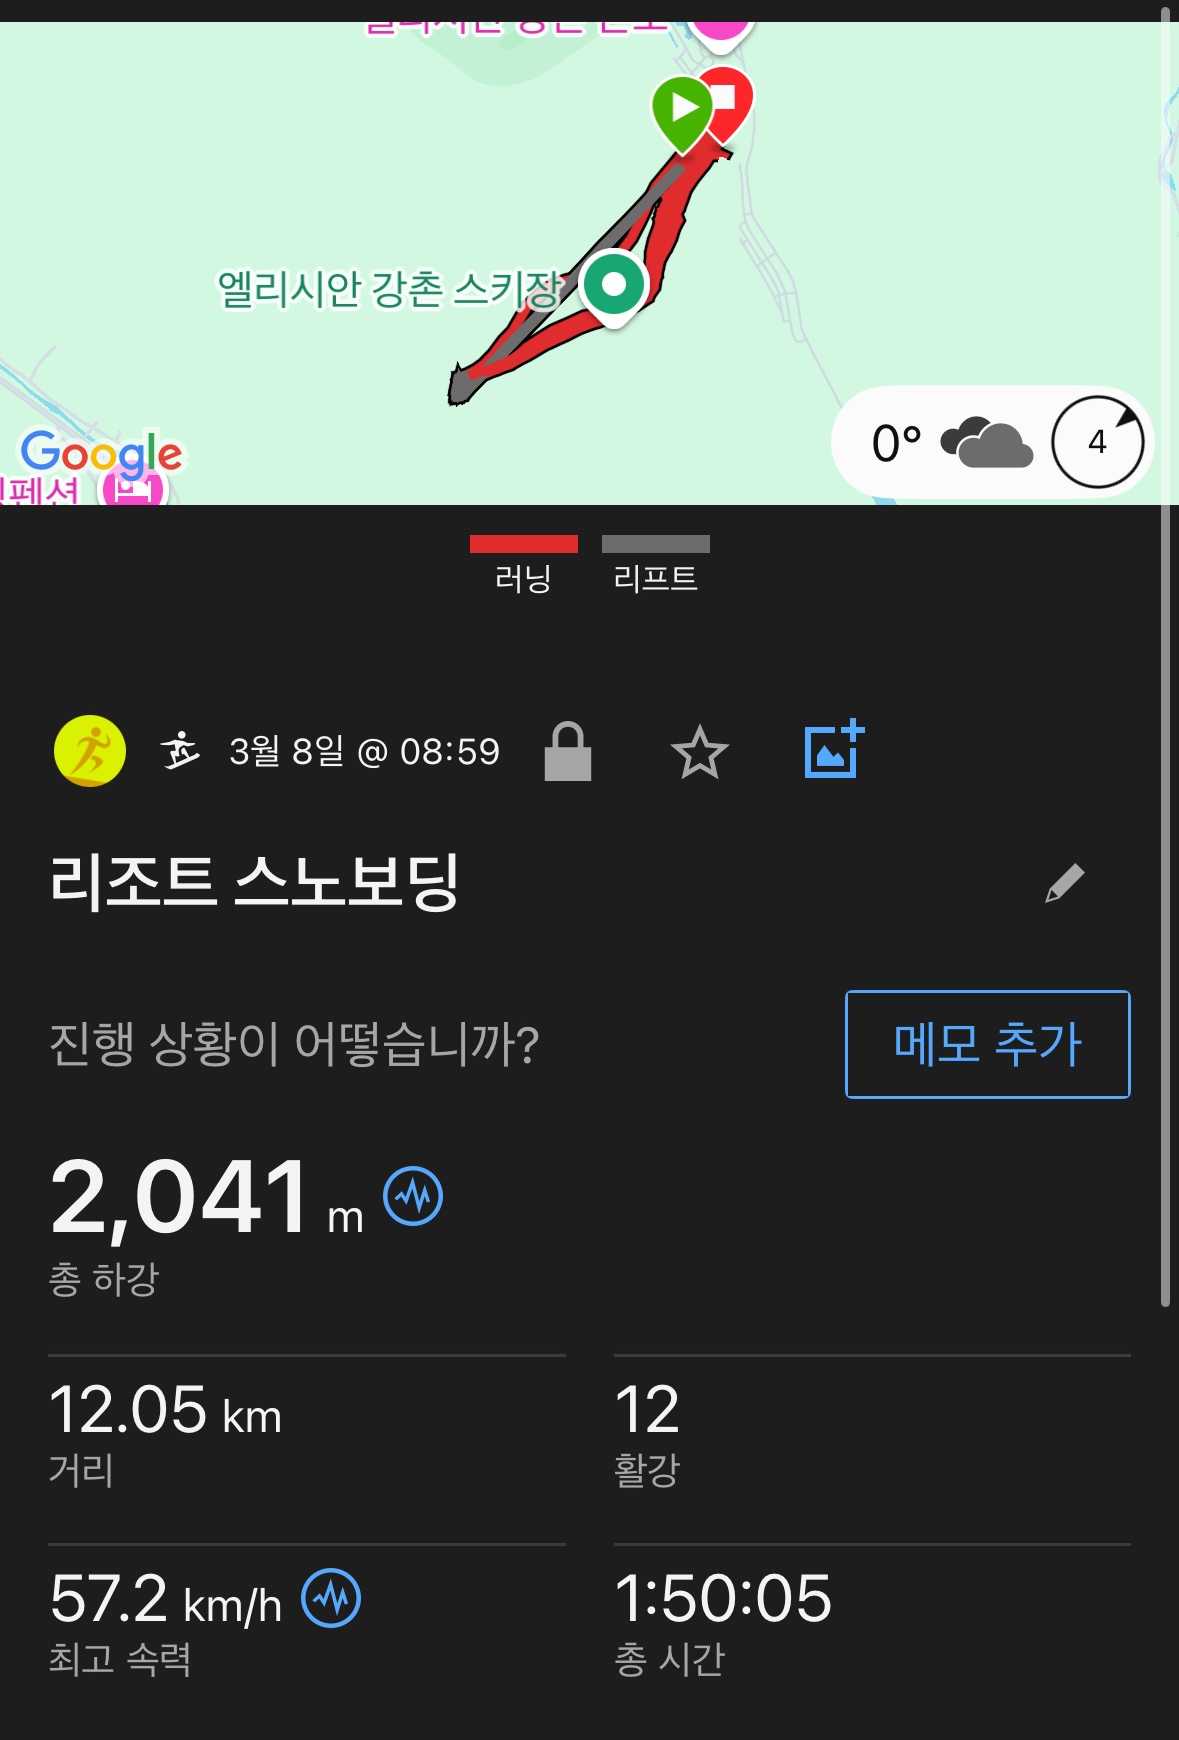 엘리시안 강촌 스키장
Google
펜션
0°
4
러닝
리프트
3월 8일 @ 08:59
리조트 스노보딩
진행 상황이 어떻습니까?
메모 추가
2,041 m
총 하강
12.05 km
거리
12
활강
57.2 km/h
최고 속력
1:50:05
총 시간